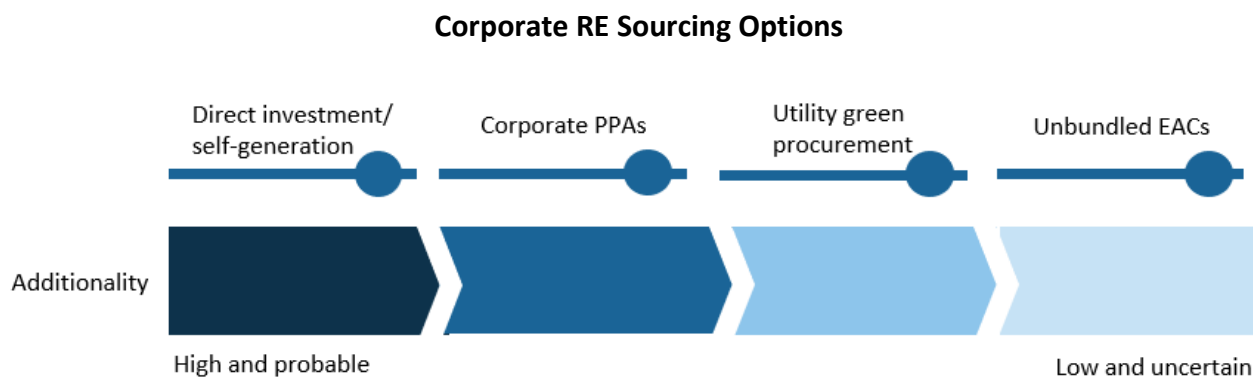 Corporate RE Sourcing Options
Direct investment/
self-generation
Corporate PPAs
Utility green
procurement
Unbundled EACs
Additionality
High and probable
Low and uncertain